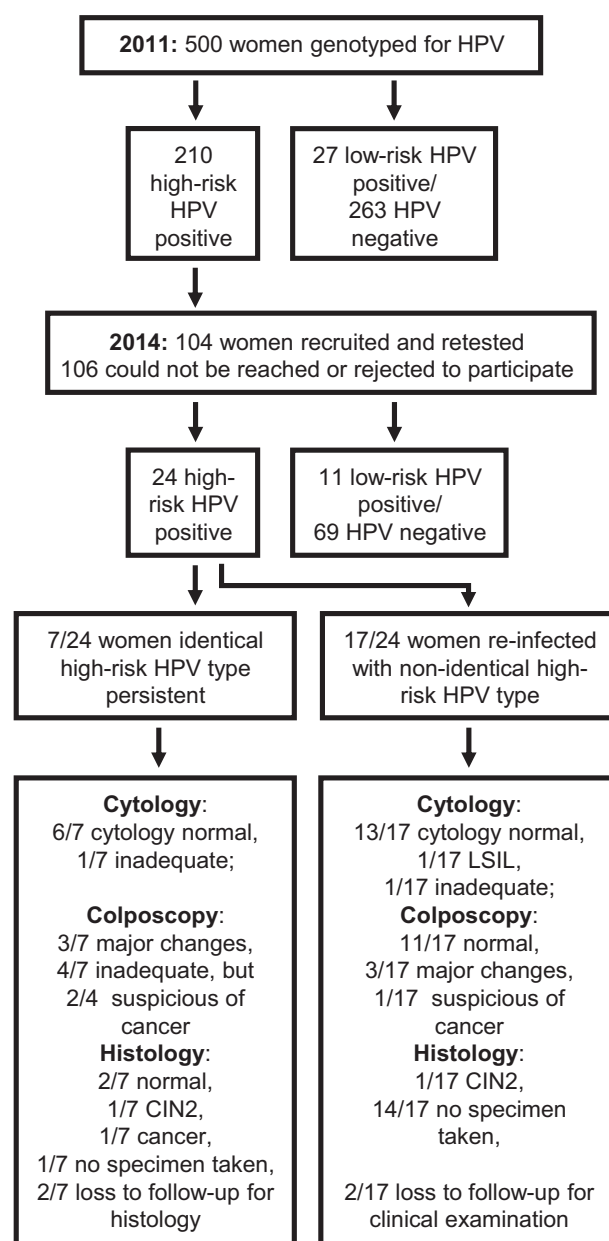 2011: 500 women genotyped for HPV
210
high-risk
HPV
positive
27 low-risk HPV
positive/
263 HPV
negative
2014: 104 women recruited and retested
106 could not be reached or rejected to participate
24 high-
risk HPV
positive
11 low-risk HPV
positive/
69 HPV negative
7/24 women identical
high-risk HPV type
persistent
17/24 women re-infected
with non-identical high-
risk HPV type
Cytology:
6/7 cytology normal,
1/7 inadequate;
Colposcopy:
3/7 major changes,
4/7 inadequate, but
2/4 suspicious of
cancer
Histology:
2/7 normal,
1/7 CIN2,
1/7 cancer,
1/7 no specimen taken,
2/7 loss to follow-up for
histology
Cytology:
13/17 cytology normal,
1/17 LSIL,
1/17 inadequate;
Colposcopy:
11/17 normal,
3/17 major changes,
1/17 suspicious of
cancer
Histology:
1/17 CIN2,
14/17 no specimen
taken,
2/17 loss to follow-up for
clinical examination